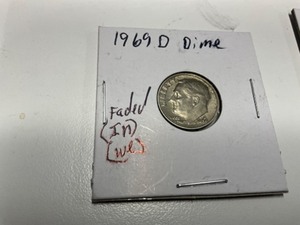 1969 D Dime
Faded
(IN)
(WE)